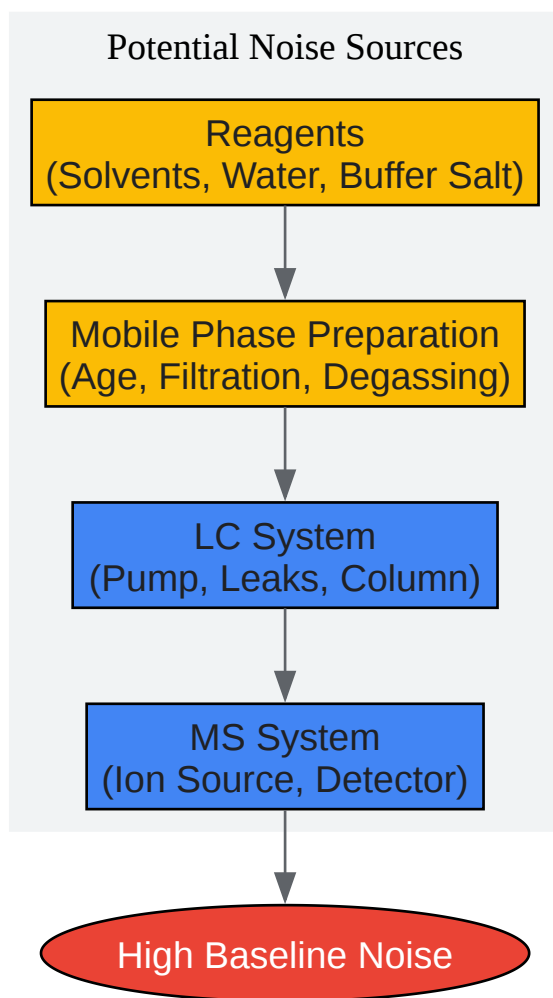 Potential Noise Sources
Reagents
(Solvents, Water, Buffer Salt)
Mobile Phase Preparation
(Age, Filtration, Degassing)
LC System
(Pump, Leaks, Column)
MS System
(Ion Source, Detector)
High Baseline Noise